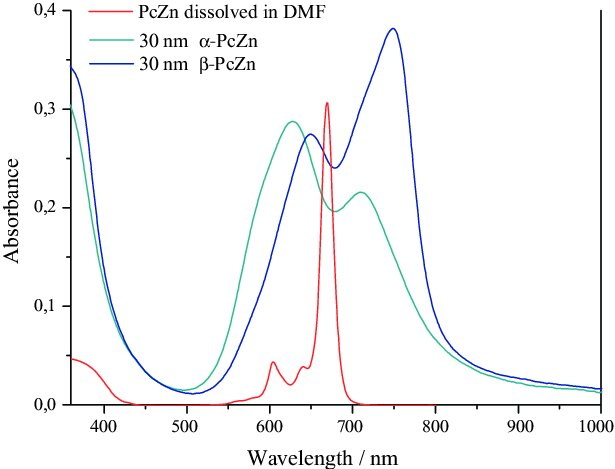 0,4
0,3
0,2
0,1
0,0
Absorbance
PcZn dissolved in DMF
30 nm α-PcZn
30 nm β-PcZn
400 500 600 700 800 900 1000
Wavelength / nm